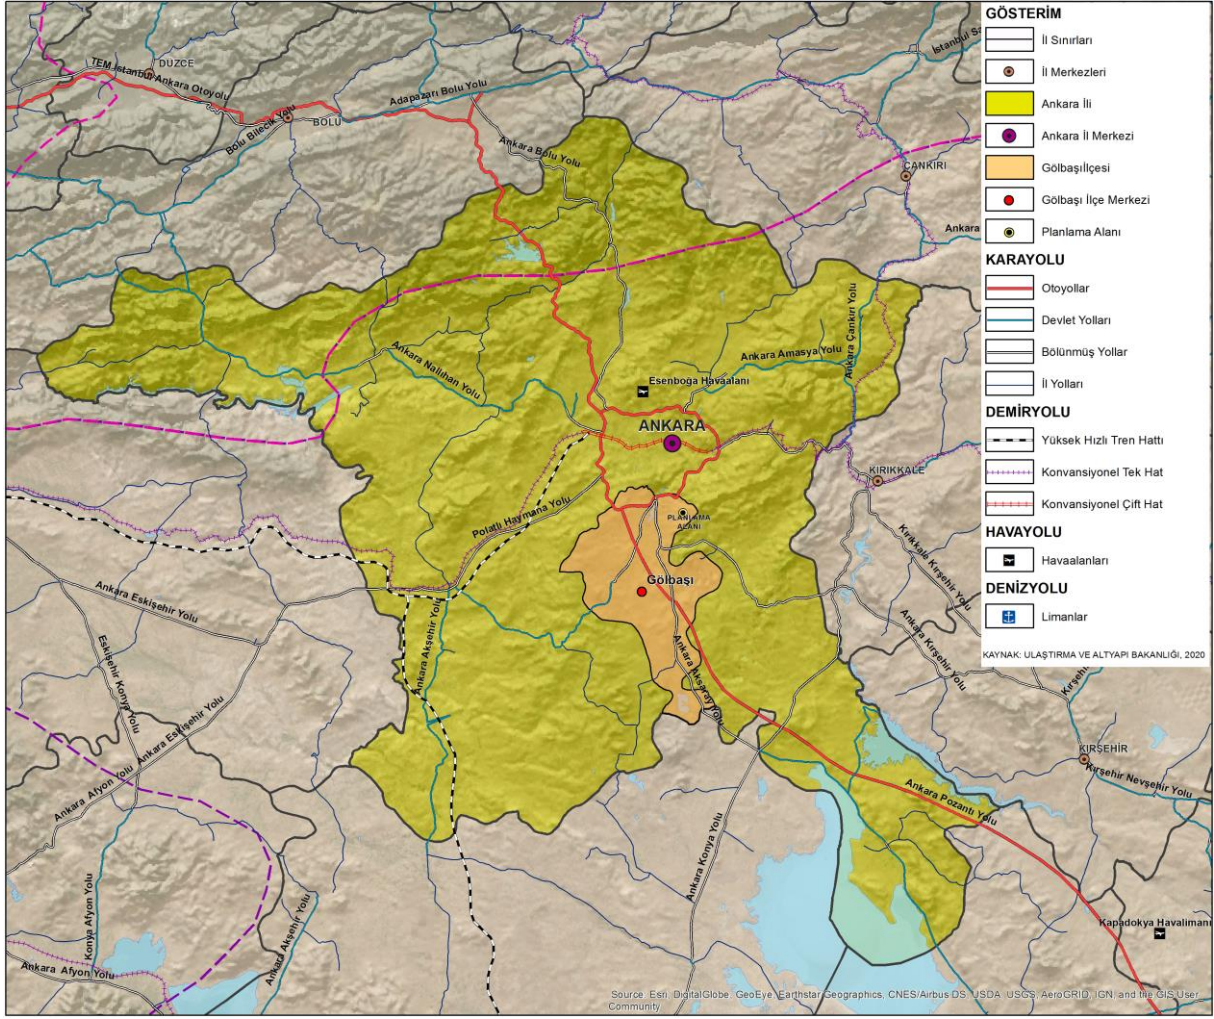 GÖSTERİM
İl Sınırları
İl Merkezleri
Ankara İli
Ankara İl Merkezi
Gölbaşıİlçesi
Gölbaşı İlçe Merkezi
Planlama Alanı
KARAYOLU
Otoyollar
Devlet Yolları
Bölünmüş Yollar
İl Yolları
DEMİRYOLU
Yüksek Hızlı Tren Hattı
Konvansiyonel Tek Hat
Konvansiyonel Çift Hat
HAVAYOLU
Havaalanları
DENİZYOLU
Limanlar
KAYNAK: ULAŞTIRMA VE ALTYAPI BAKANLIĞI, 2020
DÜZCE
TEM İstanbul Ankara Otoyolu
Adapazarı Bolu Yolu
BOLU
Bolu Bilecik Yolu
Ankara Bolu Yolu
İstanbul Sa
ÇANKIRI
Ankara
Ankara Çankırı Yolu
Ankara Amasya Yolu
Ankara Nallıhan Yolu
Esenboğa Havaalanı
ANKARA
KIRIKKALE
Polatlı Haymana Yolu
PLANLAMA
ALANI
Gölbaşı
Kırıkkale Kırşehir Yolu
Ankara Kırşehir Yolu
Kırşehi
Ankara Eskişehir Yolu
Eskişehir Konya Yolu
Ankara Akşehir Yolu
Ankara Aksaray Yolu
Ankara Eskişehir Yolu
Ankara Afyon Yolu
KIRŞEHİR
Kırşehir Nevşehir Yolu
Ankara Pozantı Yolu
Ankara Konya Yolu
Konya Afyon Yolu
Ankara Akşehir Yolu
Ankara Afyon Yolu
Kapadokya Havalimanı
Source: Esri, DigitalGlobe, GeoEye, Earthstar Geographics, CNES/Airbus DS, USDA, USGS, AeroGRID, IGN, and the GIS User
Community